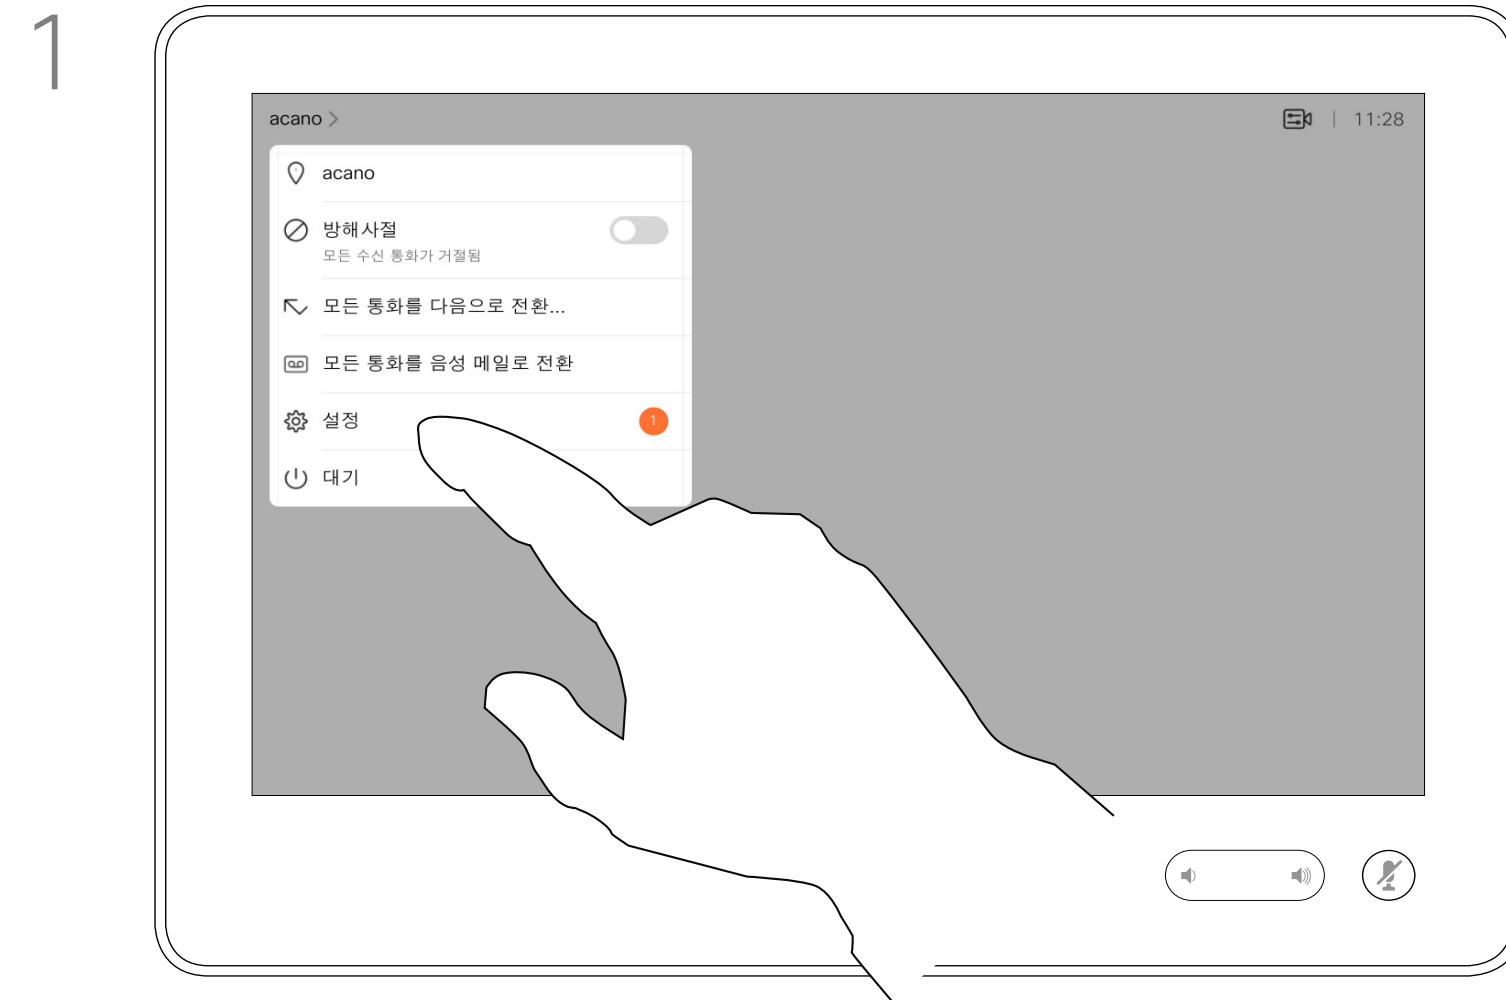 1
acano
11:28
acano
방해사절
모든 수신 통화가 거절됨
모든 통화를 다음으로 전환...
모든 통화를 음성 메일로 전환
설정
1
대기